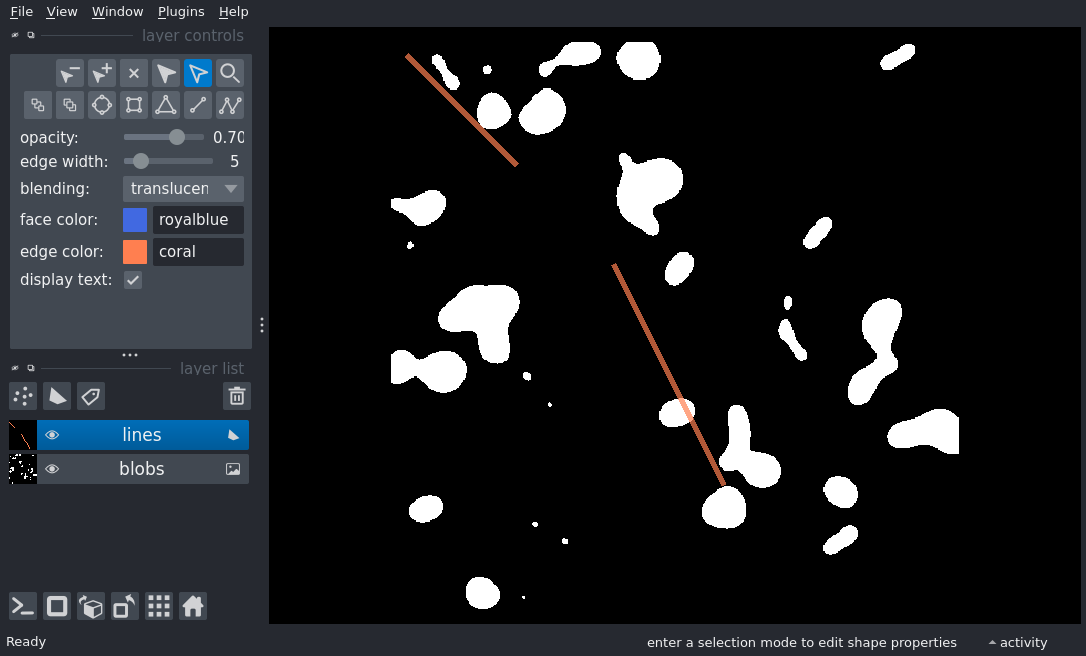 File View Window Plugins Help
layer controls
opacity: 0.70
edge width: 5
blending: translucen
face color: royalblue
edge color: coral
display text:
layer list
lines
blobs
Ready enter a selection mode to edit shape properties activity